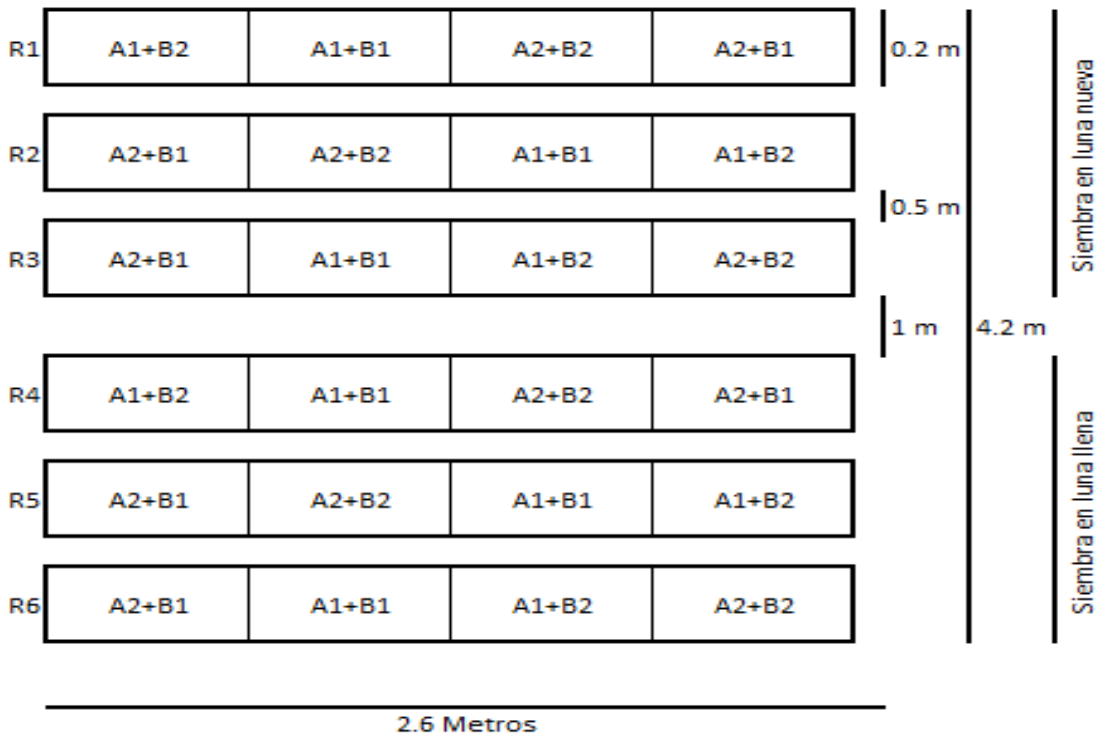 R1 A1+B2 A1+B1 A2+B2 A2+B1 0.2 m
R2 A2+B1 A2+B2 A1+B1 A1+B2
0.5 m
R3 A2+B1 A1+B1 A1+B2 A2+B2
Siembra en luna nueva
1 m 4.2 m
R4 A1+B2 A1+B1 A2+B2 A2+B1
R5 A2+B1 A2+B2 A1+B1 A1+B2
R6 A2+B1 A1+B1 A1+B2 A2+B2
Siembra en luna llena
2.6 Metros